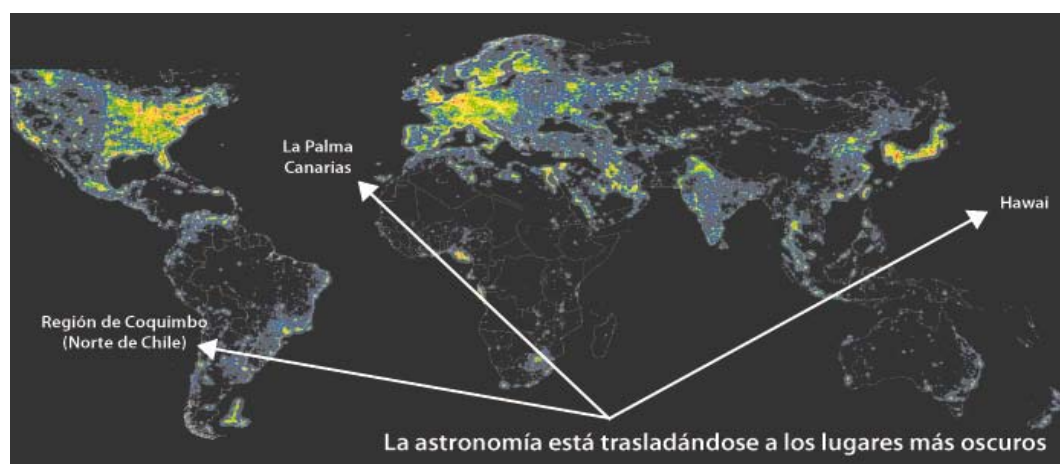 La Palma
Canarias
Hawai
Región de Coquimbo
(Norte de Chile)
La astronomía está trasladándose a los lugares más oscuros